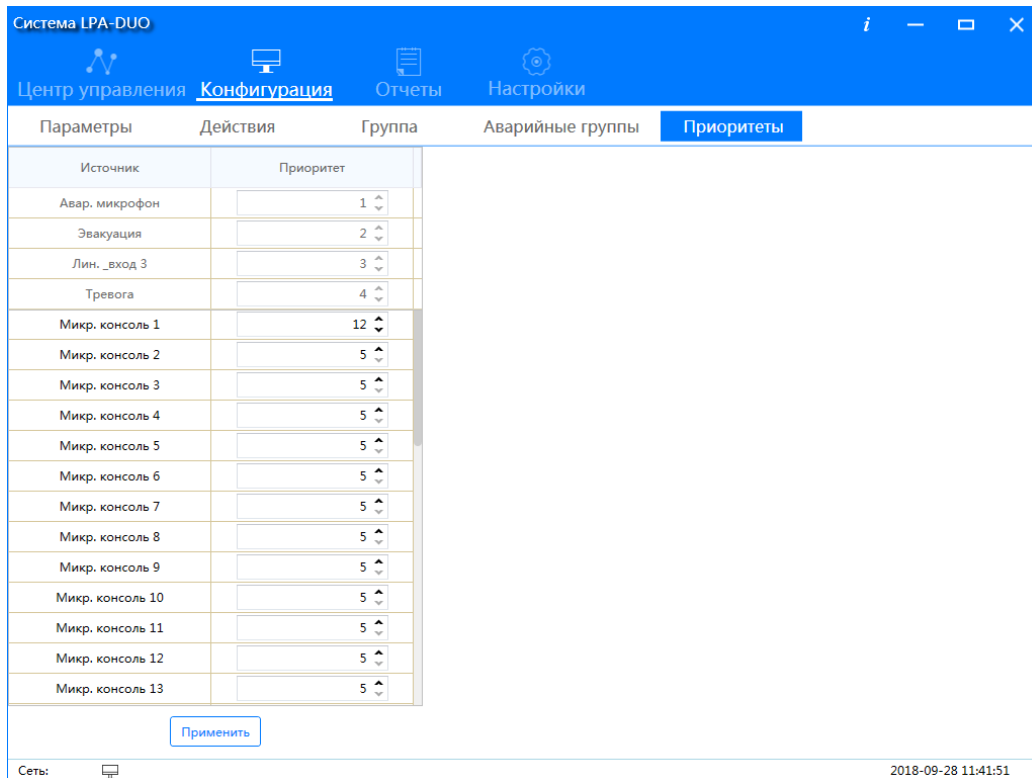 Система LPA-DUO i
Центр управления Конфигурация Отчеты Настройки
Параметры Действия Группа Аварийные группы Приоритеты
Источник Приоритет
Авар. микрофон 1
Эвакуация 2
Лин. _вход 3 3
Тревога 4
Микр. консоль 1 12
Микр. консоль 2 5
Микр. консоль 3 5
Микр. консоль 4 5
Микр. консоль 5 5
Микр. консоль 6 5
Микр. консоль 7 5
Микр. консоль 8 5
Микр. консоль 9 5
Микр. консоль 10 5
Микр. консоль 11 5
Микр. консоль 12 5
Микр. консоль 13 5
Применить
Сеть: 2018-09-28 11:41:51